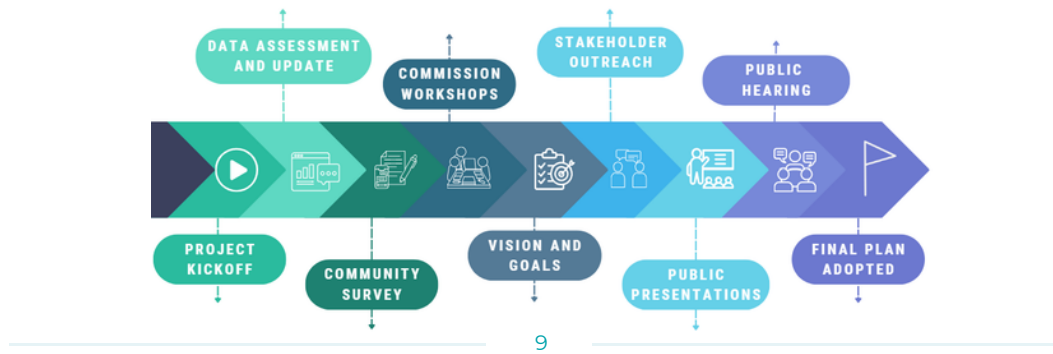 DATA ASSESSMENT
AND UPDATE
COMMISSION
WORKSHOPS
STAKEHOLDER
OUTREACH
PUBLIC
HEARING
PROJECT
KICKOFF
COMMUNITY
SURVEY
VISION AND
GOALS
PUBLIC
PRESENTATIONS
FINAL PLAN
ADOPTED
9